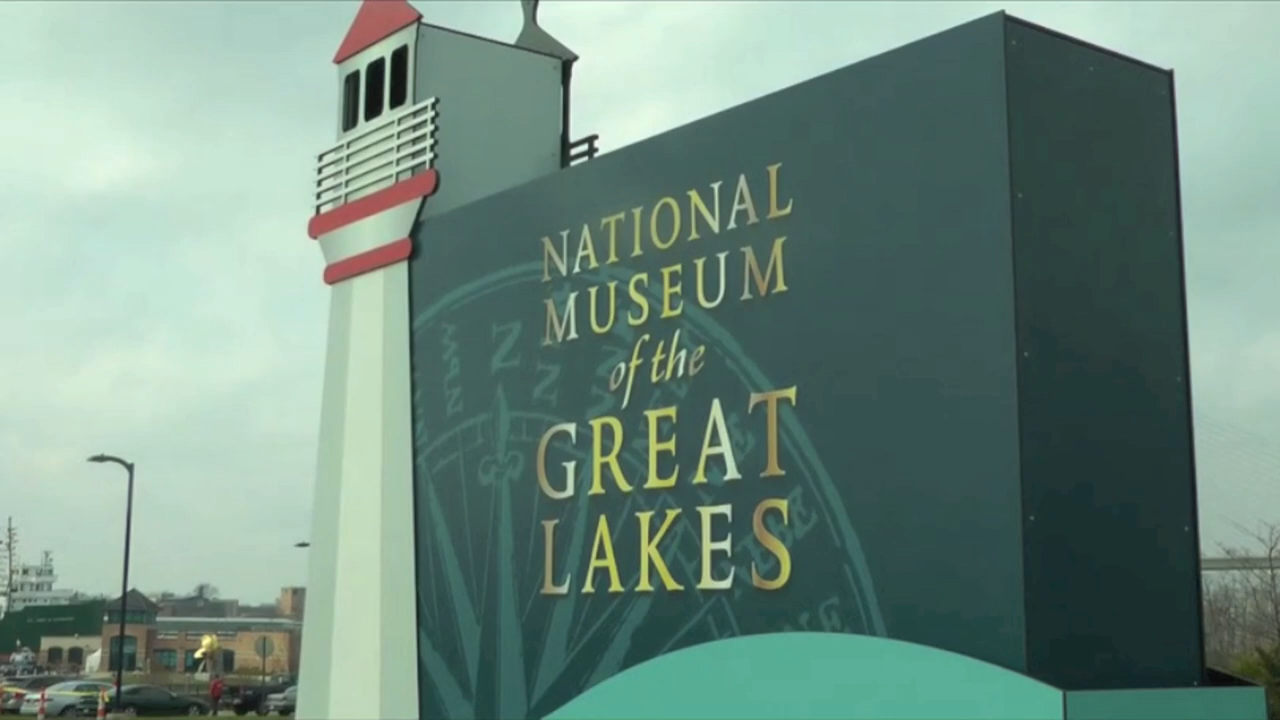 NATIONAL
MUSEUM
of the
GREAT
LAKES